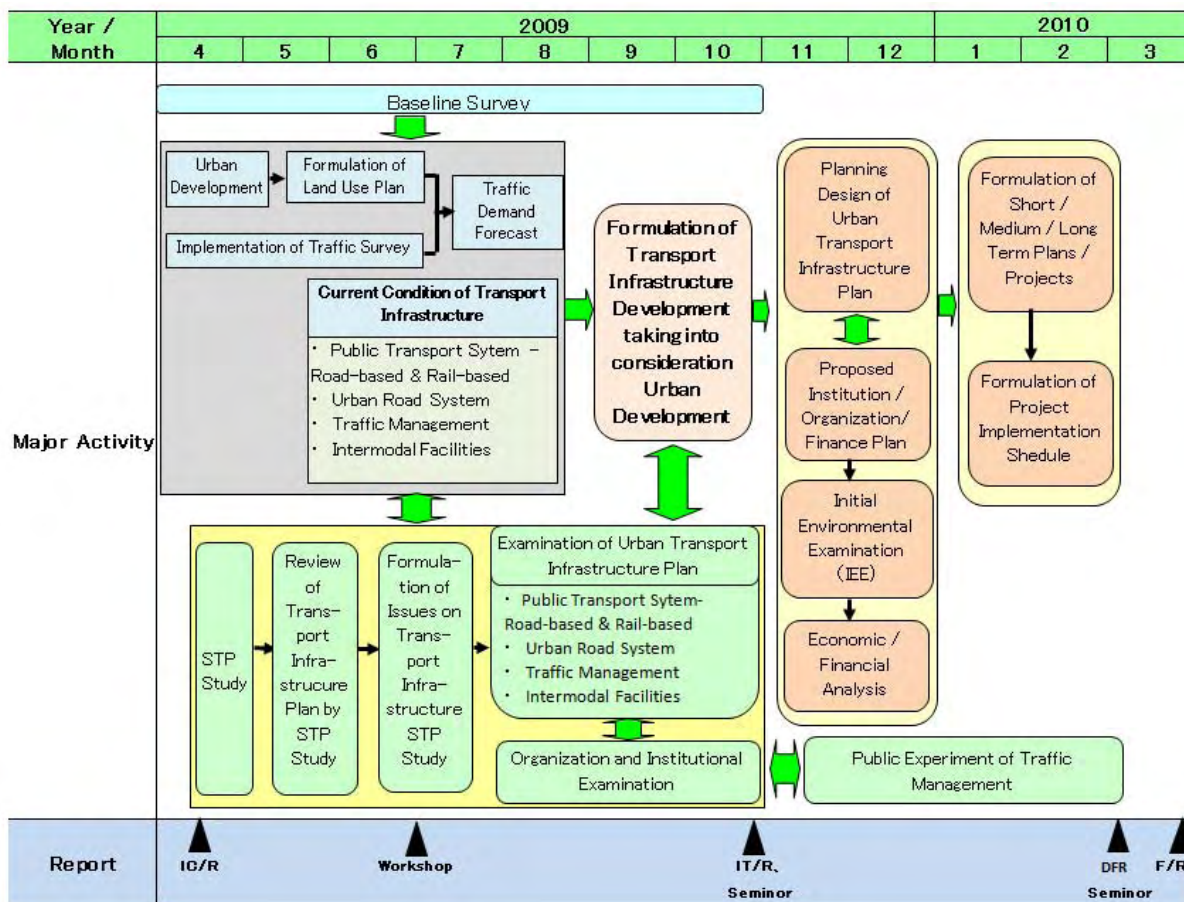 Year /
Month
2009
2010
4
5
6
7
8
9
10
11
12
1
2
3
Major Activity
Baseline Survey
Urban
Development
Formulation of
Land Use Plan
Implementation of Traffic Survey
Traffic
Demand
Forecast
Current Condition of Transport
Infrastructure
・ Public Transport Sytem －
Road-based & Rail-based
・ Urban Road System
・ Traffic Management
・ Intermodal Facilities
Formulation of
Transport
Infrastructure
Development
taking into
consideration
Urban
Development
Planning
Design of
Urban
Transport
Infrastructure
Plan
Proposed
Institution /
Organization/
Finance Plan
Initial
Environmental
Examination
(IEE)
Economic /
Financial
Analysis
Formulation of
Short /
Medium / Long
Term Plans /
Projects
Formulation of
Project
Implementation
Shedule
STP
Study
Review
of
Trans-
port
Infra-
strucure
Plan by
STP
Study
Formula-
tion of
Issues on
Trans-
port
Infra-
structure
STP
Study
Examination of Urban Transport
Infrastructure Plan
・ Public Transport Sytem-
Road-based & Rail-based
・ Urban Road System
・ Traffic Management
・ Intermodal Facilities
Organization and Institutional
Examination
Public Experiment of Traffic
Management
Report
IC/R
Workshop
IT/R、
Seminor
DFR
Seminor
F/R